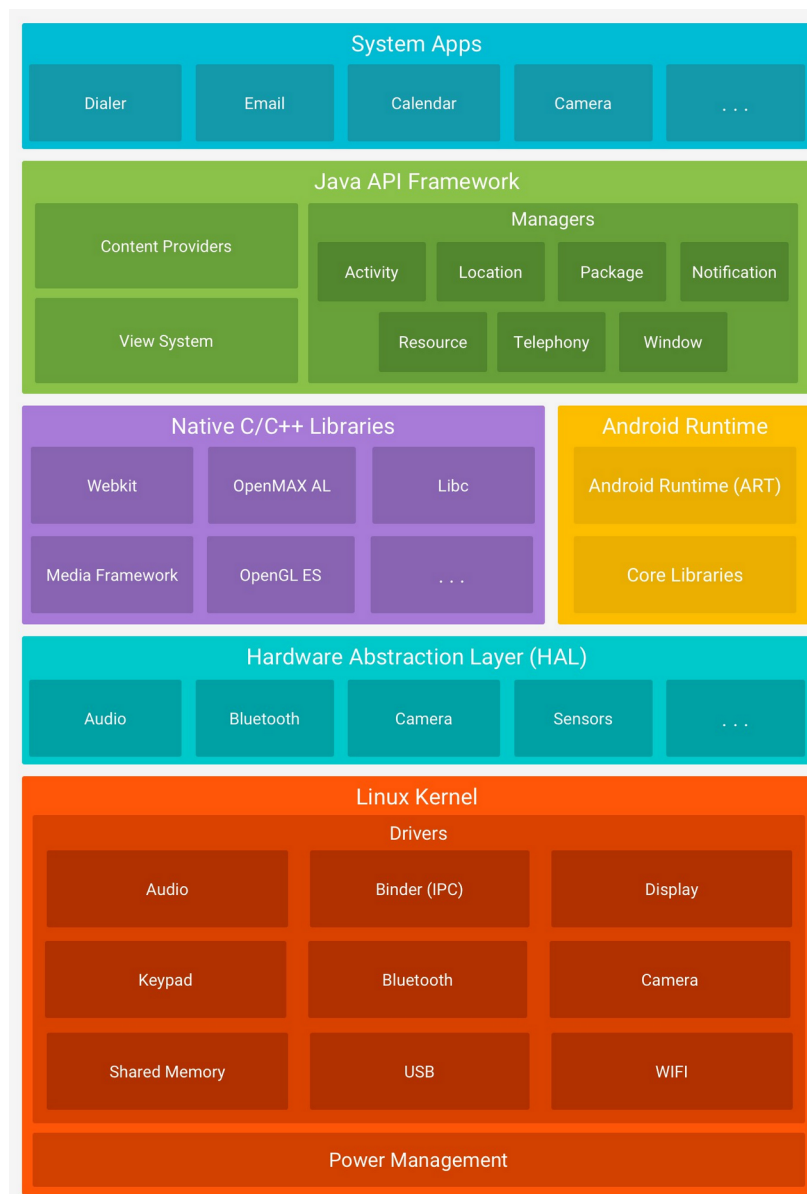 System Apps
Dialer Email Calendar Camera . . .
Java API Framework
Content Providers
View System
Managers
Activity Location Package Notification
Resource Telephony Window
Native C/C++ Libraries
Webkit OpenMAX AL Libc
Media Framework OpenGL ES . . .
Android Runtime
Android Runtime (ART)
Core Libraries
Hardware Abstraction Layer (HAL)
Audio Bluetooth Camera Sensors . . .
Linux Kernel
Drivers
Audio Binder (IPC) Display
Keypad Bluetooth Camera
Shared Memory USB WIFI
Power Management